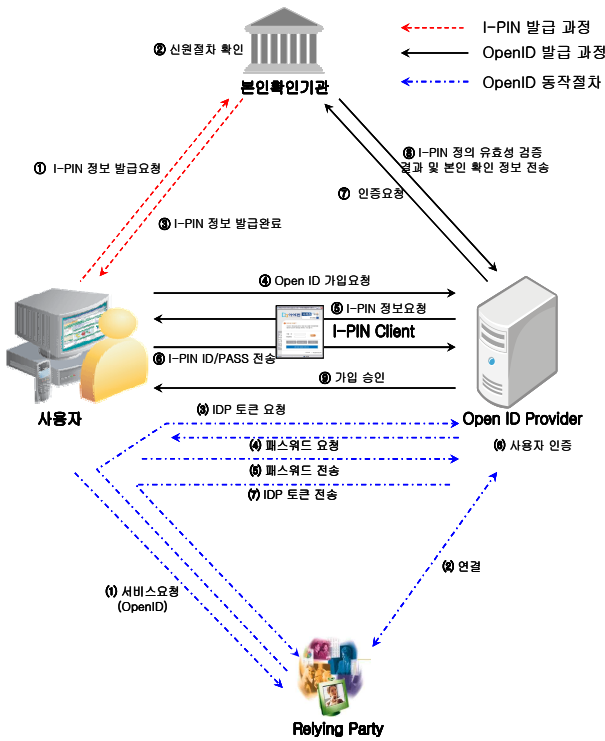 I-PIN 발급 과정
② 신원절차 확인
OpenID 발급 과정
본인확인기관
OpenID 동작절차
⑧ I-PIN 정의 유효성 검증
결과 및 본인 확인 정보 전송
① I-PIN 정보 발급요청
⑦ 인증요청
③ I-PIN 정보 발급완료
④ Open ID 가입요청
⑤ I-PIN 정보요청
I-PIN Client
⑥ I-PIN ID/PASS 전송
⑨ 가입 승인
사용자
⑶ IDP 토큰 요청
Open ID Provider
⑷ 패스워드 요청
⑹ 사용자 인증
⑸ 패스워드 전송
⑺ IDP 토큰 전송
⑵ 연결
⑴ 서비스요청
(OpenID)
Relying Party